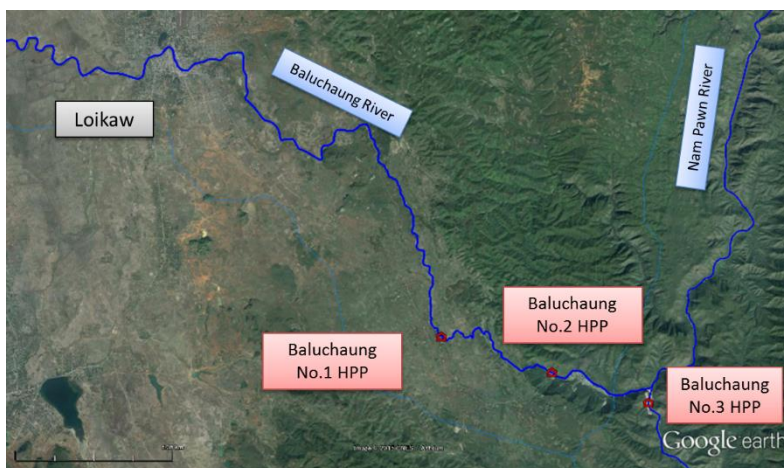 Baluchaung River
Nam Pawn River
Loikaw
Baluchaung
No.2 HPP
Baluchaung
No.1 HPP
Baluchaung
No.3 HPP
Google earth